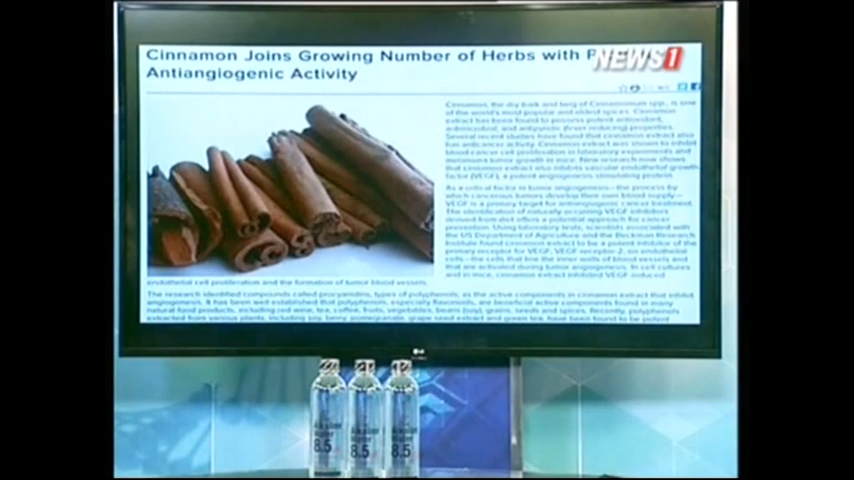 Cinnamon Joins Growing Number of Herbs with
NEWS1
Antiangiogenic Activity
Cinnamon, the dry bark and twig of Cinnamomum spp., is one
of the world's most popular and oldest spices. Cinnamon
extract has been found to possess potent antioxidant,
antimicrobial, and antipyretic (fever reducing) properties.
Several recent studies have found that cinnamon extract also
has anticancer activity. Cinnamon extract was shown to inhibit
blood cancer cell proliferation in laboratory experiments and
melanoma tumor growth in mice. New research now shows
that cinnamon extract also inhibits vascular endothelial growth
factor (VEGF), a potent angiogenesis stimulating protein.
As a critical factor in tumor angiogenesis—the process by
which cancerous tumors develop their own blood supply—
VEGF is a primary target for antiangiogenic cancer treatment.
The identification of naturally occurring VEGF inhibitors
derived from diet offers a potential approach for cancer
prevention. Using laboratory tests, scientists associated with
the US Department of Agriculture and the Beckman Research
Institute found cinnamon extract to be a potent inhibitor of the
primary receptor for VEGF, VEGF receptor 2, on endothelial
cells—the cells that line the inner walls of blood vessels and
that are activated during tumor angiogenesis. In cell cultures
and in mice, cinnamon extract inhibited VEGF-induced
endothelial cell proliferation and the formation of tumor blood vessels.
The research identified compounds called procyanidins, types of polyphenols, as the active components in cinnamon extract that inhibit
angiogenesis. It has been well established that polyphenols, especially flavonoids, are beneficial active components found in many
natural food products, including red wine, tea, coffee, fruits, vegetables, beans (soy), grains, seeds and spices. Recently, polyphenols
extracted from various plants, including soy, berry, pomegranate, grape seed extract and green tea, have been found to be potent
LG
Alkaline Water 8.5
Alkaline Water 8.5
Alkaline Water 8.5